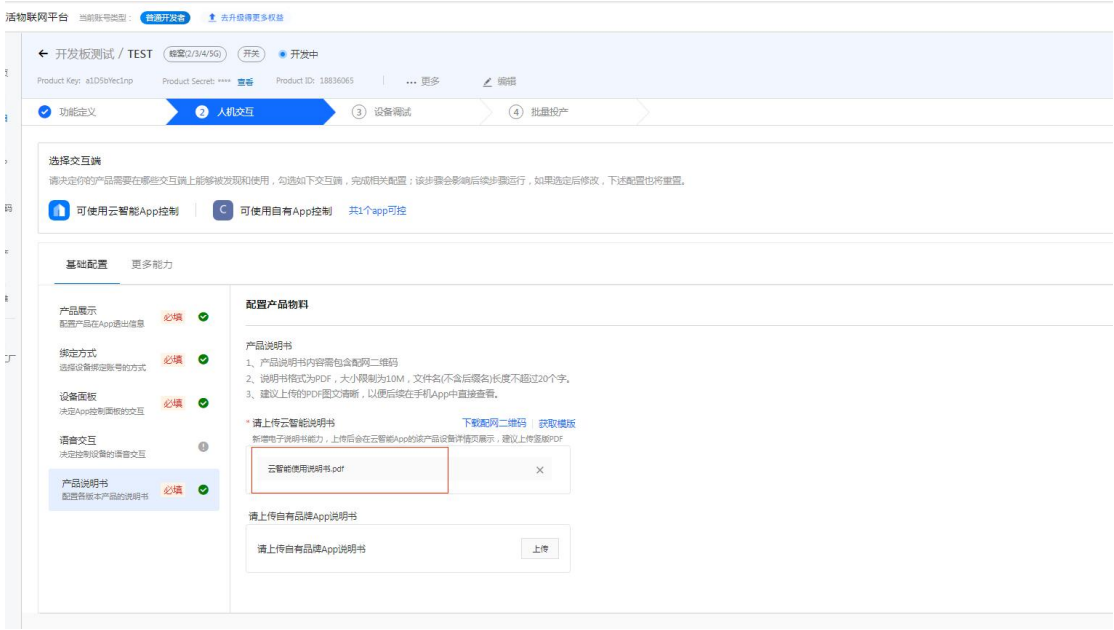 活物联网平台 当前账号类型： 普通开发者 去升级得更多权益
← 开发板测试 / TEST 蜂窝(2/3/4/5G) 开关 开发中
Product Key: a1D5bYec1np Product Secret: **** 查看 Product ID: 18836065 ... 更多 编辑
功能定义 2 人机交互 3 设备调试 4 批量投产
选择交互端
请决定你的产品需要在哪些交互端上能够被发现和使用，勾选如下交互端，完成相关配置；该步骤会影响后续步骤运行，如果选定后修改，下述配置也将重置。
可使用云智能App控制 C 可使用自有App控制 共1个app可控
码
基础配置 更多能力
产品展示 必填
配置产品在App透出信息
绑定方式 必填
选择设备绑定账号的方式
设备面板 必填
决定App控制面板的交互
语音交互
决定控制设备的语音交互
产品说明书 必填
配置各版本产品的说明书
配置产品物料
产品说明书
1、产品说明书内容需包含配网二维码
2、说明书格式为PDF，大小限制为10M，文件名(不含后缀名)长度不超过20个字。
3、建议上传的PDF图文清晰，以便后续在手机App中直接查看。
* 请上传云智能说明书 下载配网二维码 获取模版
新增电子说明书能力，上传后会在云智能App的该产品设备详情页展示，建议上传竖版PDF
云智能使用说明书.pdf ×
请上传自有品牌App说明书
请上传自有品牌App说明书 上传